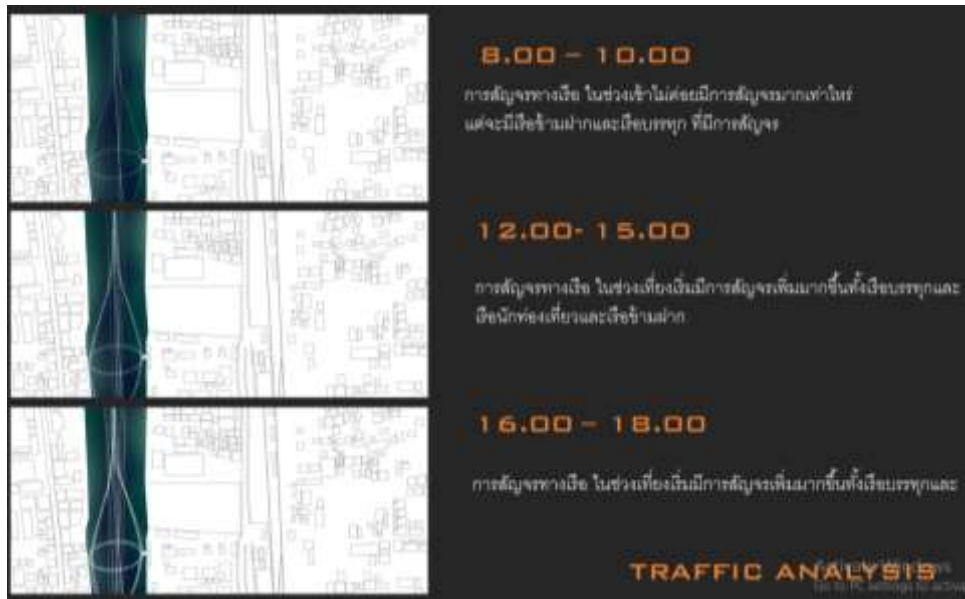 8.00 – 10.00
การสัญจรทางเรือ ในช่วงเช้าไม่ค่อยมีการสัญจรมากเท่าไหร่
แต่จะมีเรือข้ามฝากและเรือบรรทุก ที่มีการสัญจร
12.00- 15.00
การสัญจรทางเรือ ในช่วงเที่ยงเริ่มมีการสัญจรเพิ่มมากขึ้นทั้งเรือบรรทุกและ
เรือนักท่องเที่ยวและเรือข้ามฝาก
16.00 – 18.00
การสัญจรทางเรือ ในช่วงเที่ยงเริ่มมีการสัญจรเพิ่มมากขึ้นทั้งเรือบรรทุกและ
TRAFFIC ANALYSIS
Activate Windows
Go to PC settings to activa